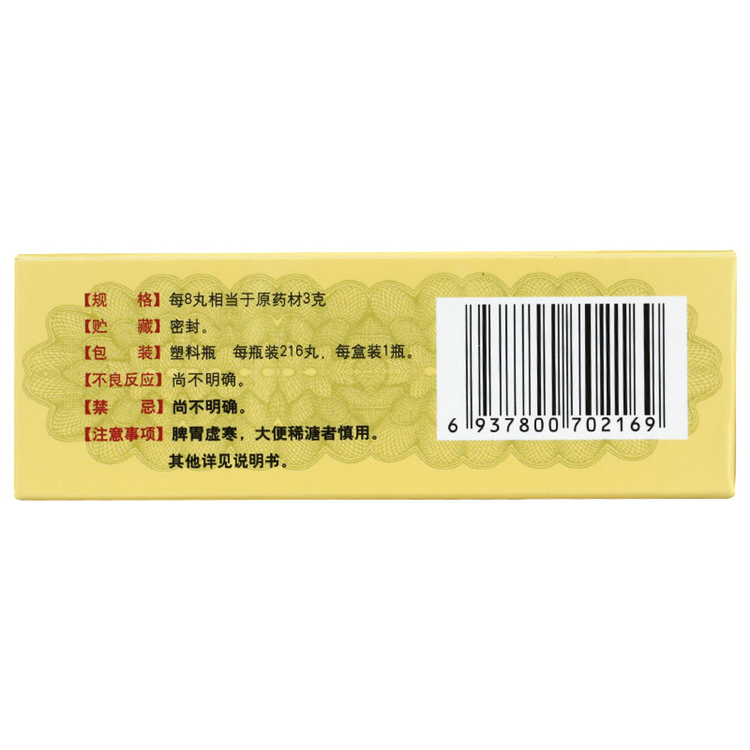 【规 格】每8丸相当于原药材3克
【贮 藏】密封。
【包 装】塑料瓶 每瓶装216丸，每盒装1瓶。
【不良反应】尚不明确。
【禁 忌】尚不明确。
【注意事项】脾胃虚寒，大便稀溏者慎用。
其他详见说明书。
6 937800 702169